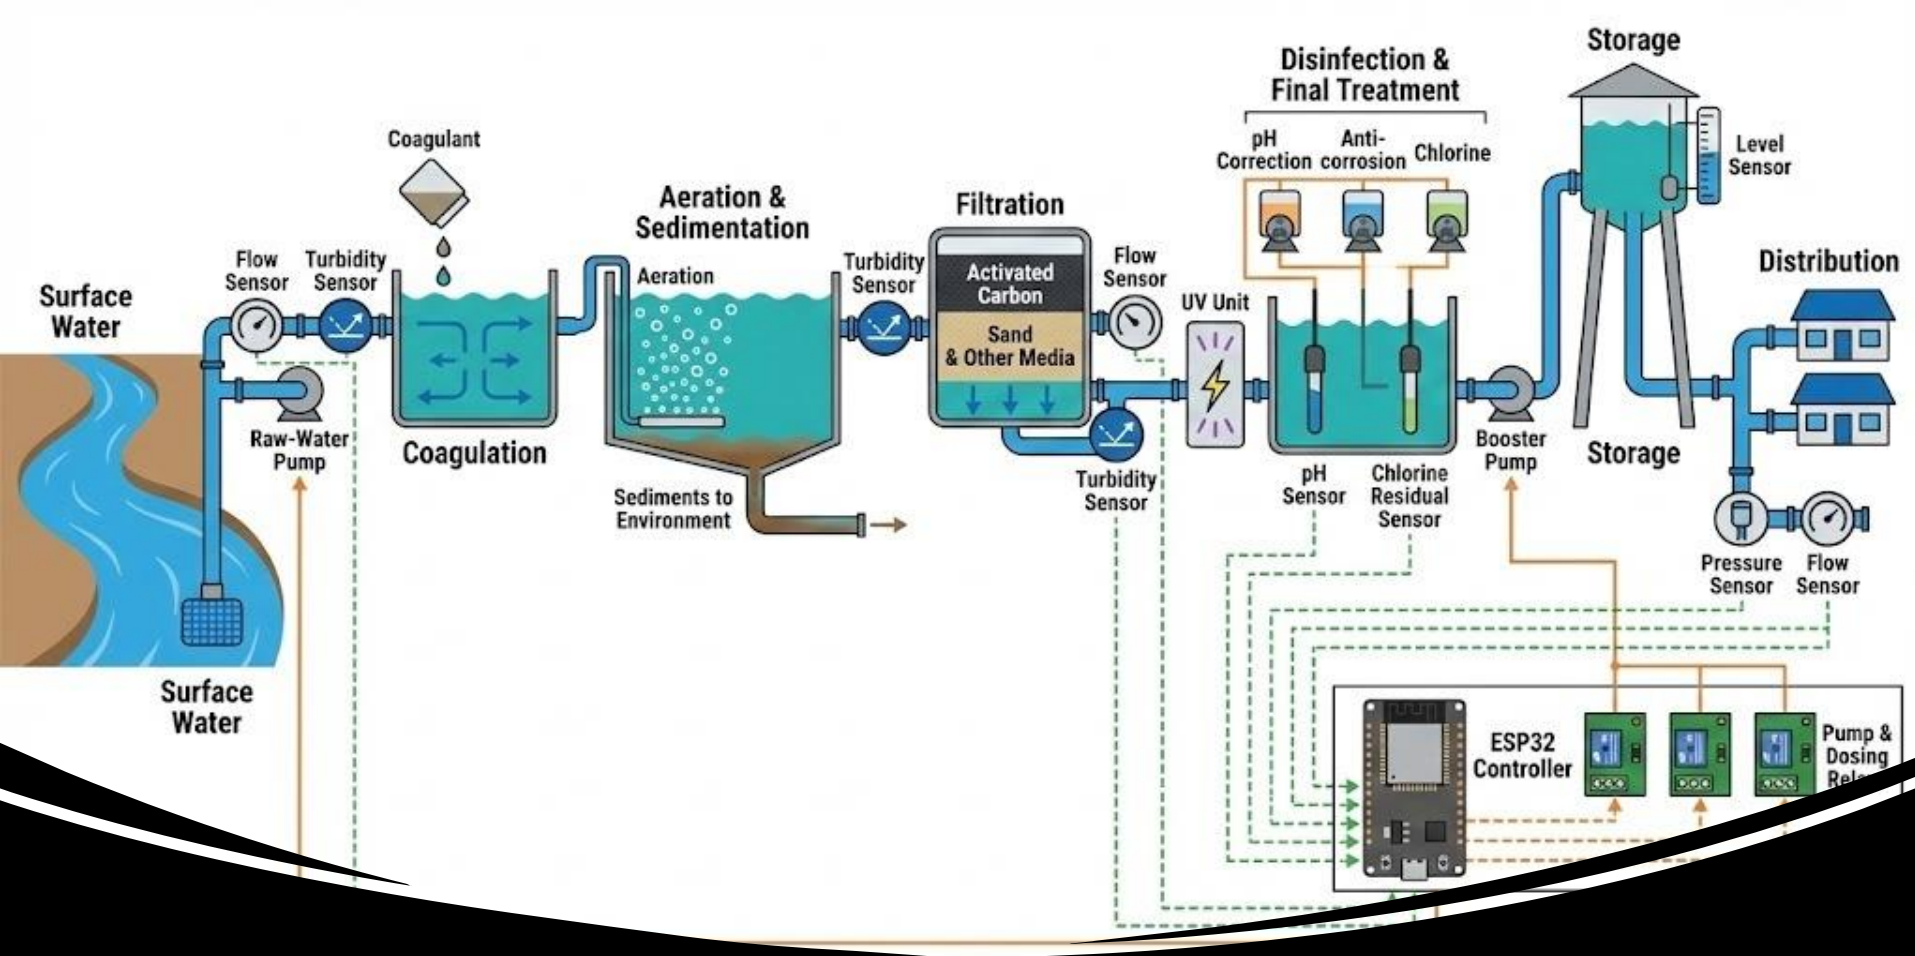 Storage
Disinfection &
Final Treatment
Coagulant
pH
Correction
Anti-
corrosion
Chlorine
Level
Sensor
Aeration &
Sedimentation
Filtration
Flow
Sensor
Turbidity
Sensor
Aeration
Turbidity
Sensor
Activated
Carbon
Sand
& Other Media
Flow
Sensor
UV Unit
Distribution
Surface
Water
Raw-Water
Pump
Coagulation
Booster
Pump
Storage
Sediments to
Environment
Turbidity
Sensor
pH
Sensor
Chlorine
Residual
Sensor
Pressure
Sensor
Flow
Sensor
Surface
Water
ESP32
Controller
Pump &
Dosing